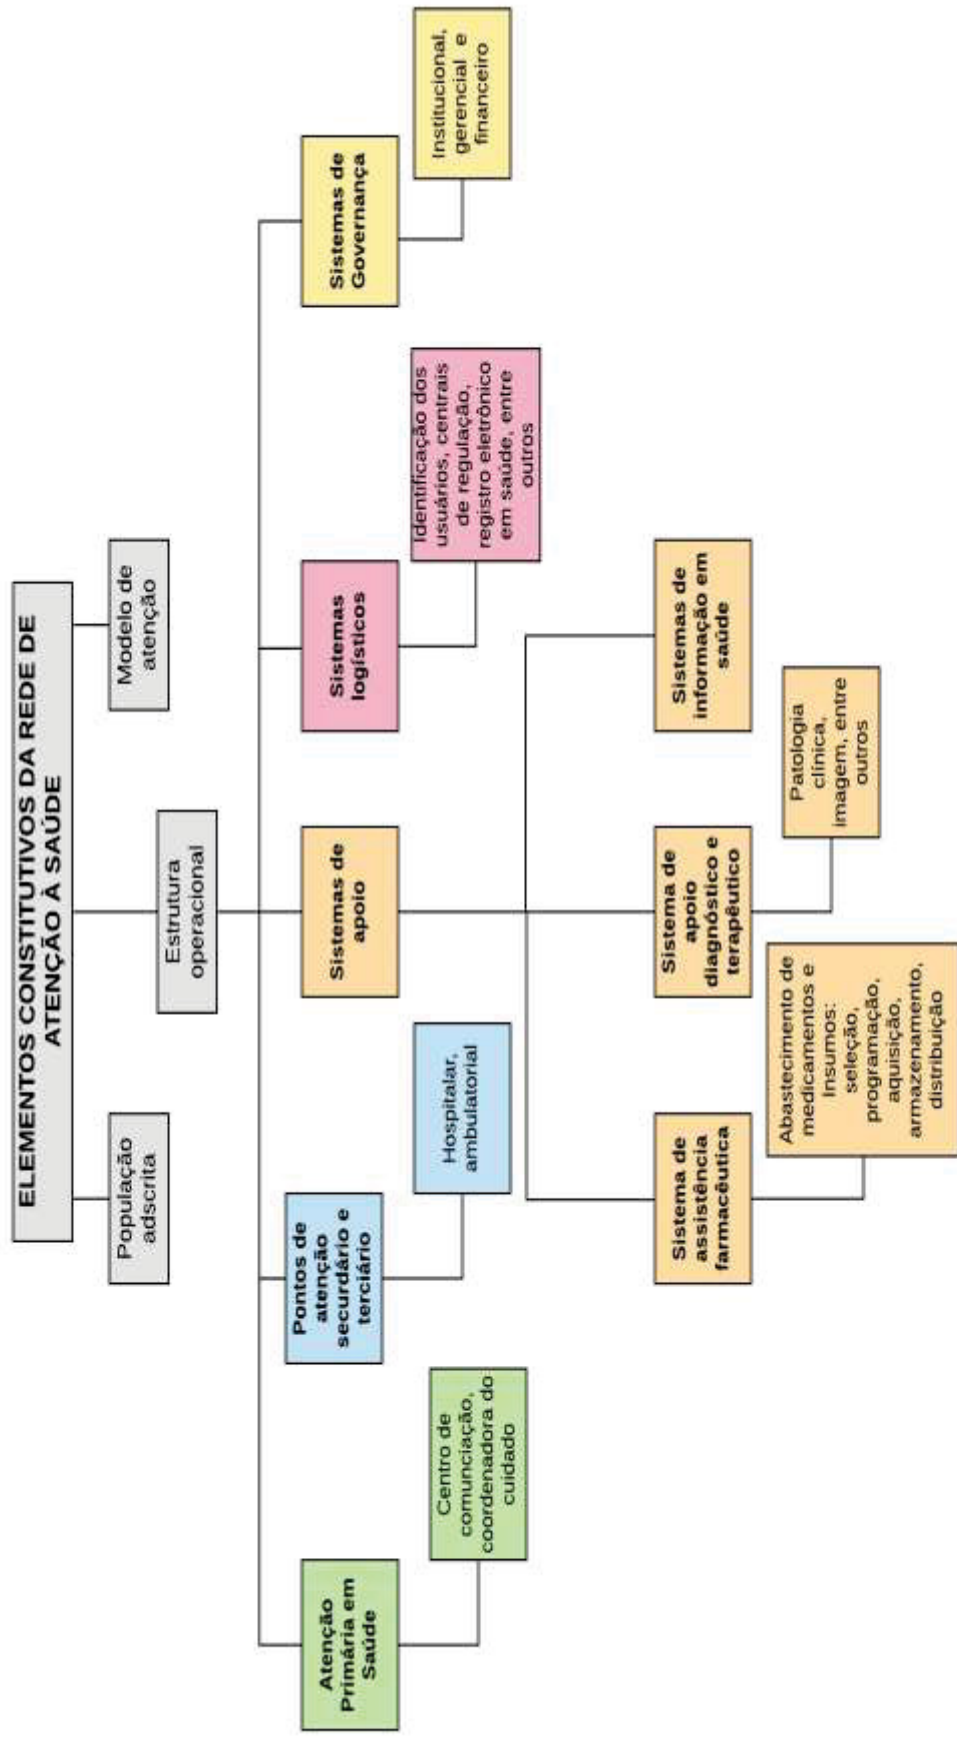 ELEMENTOS CONSTITUTIVOS DA REDE DE
ATENÇÃO À SAÚDE
População
adscrita
Estrutura
operacional
Modelo de
atenção
Atenção
Primária em
Saúde
Centro de
comunciação,
coordenadora do
cuidado
Pontos de
atenção
securdário e
terciário
Hospitalar,
ambulatorial
Sistemas de
apoio
Sistemas
logísticos
Identificação dos
usuários, centrais
de regulação,
registro eletrônico
em saúde, entre
outros
Sistemas de
Governança
Institucional,
gerencial e
financeiro
Sistema de
assistência
farmacêutica
Abastecimento de
medicamentos e
Insumos:
seleção,
programação,
aquisição,
armazenamento,
distribuição
Sistema de
apoio
diagnóstico e
terapêutico
Patologia
clínica,
imagem, entre
outros
Sistemas de
informação em
saúde